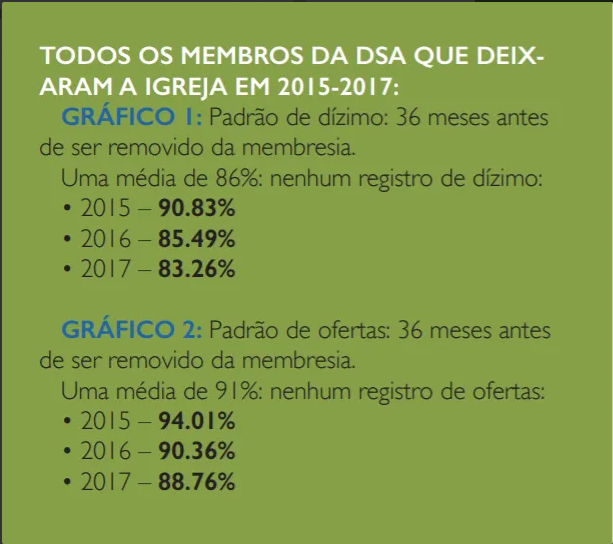 TODOS OS MEMBROS DA DSA QUE DEIX-
ARAM A IGREJA EM 2015-2017:
GRÁFICO 1: Padrão de dízimo: 36 meses antes
de ser removido da membresia.
Uma média de 86%: nenhum registro de dízimo:
• 2015 – 90.83%
• 2016 – 85.49%
• 2017 – 83.26%
GRÁFICO 2: Padrão de ofertas: 36 meses antes
de ser removido da membresia.
Uma média de 91%: nenhum registro de ofertas:
• 2015 – 94.01%
• 2016 – 90.36%
• 2017 – 88.76%